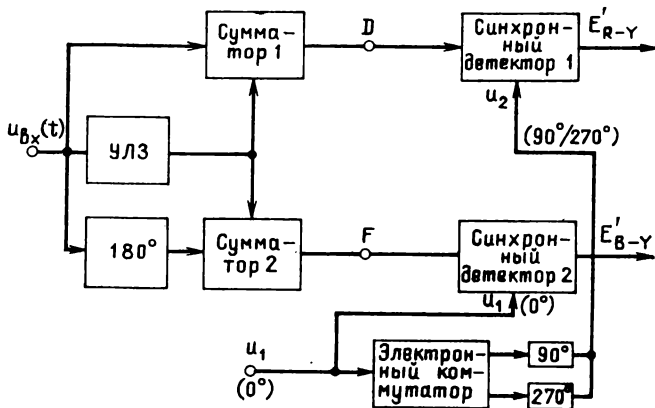 Сумма-
тор 1
D
Синхрон-
ный
детектор 1
E'R-Y
u2
(90°/270°)
uвх(t)
УЛЗ
180°
Сумма-
тор 2
F
Синхрон-
ный
детектор 2
E'B-Y
u1
(0°)
u1
(0°)
Электрон-
ный ком-
мутатор
90°
270°